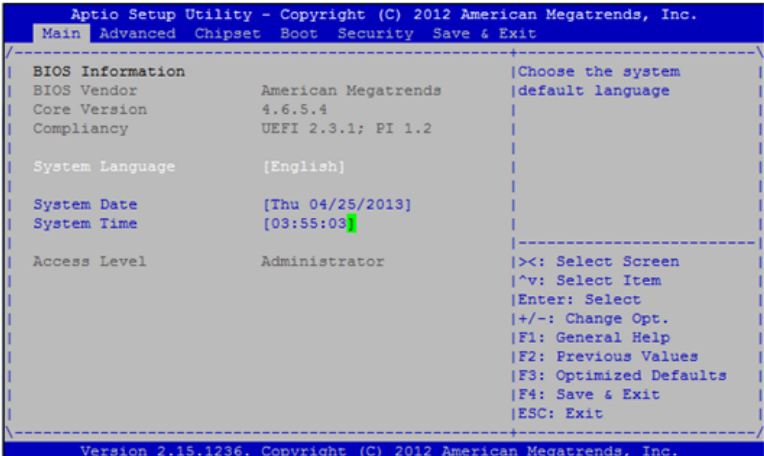 Aptio Setup Utility - Copyright (C) 2012 American Megatrends, Inc.
Main Advanced Chipset Boot Security Save & Exit
BIOS Information
BIOS Vendor American Megatrends
Core Version 4.6.5.4
Compliancy UEFI 2.3.1; PI 1.2
System Language [English]
System Date [Thu 04/25/2013]
System Time [03:55:03]
Access Level Administrator
Choose the system
default language
><: Select Screen
^v: Select Item
Enter: Select
+/-: Change Opt.
F1: General Help
F2: Previous Values
F3: Optimized Defaults
F4: Save & Exit
ESC: Exit
Version 2.15.1236. Copyright (C) 2012 American Megatrends, Inc.